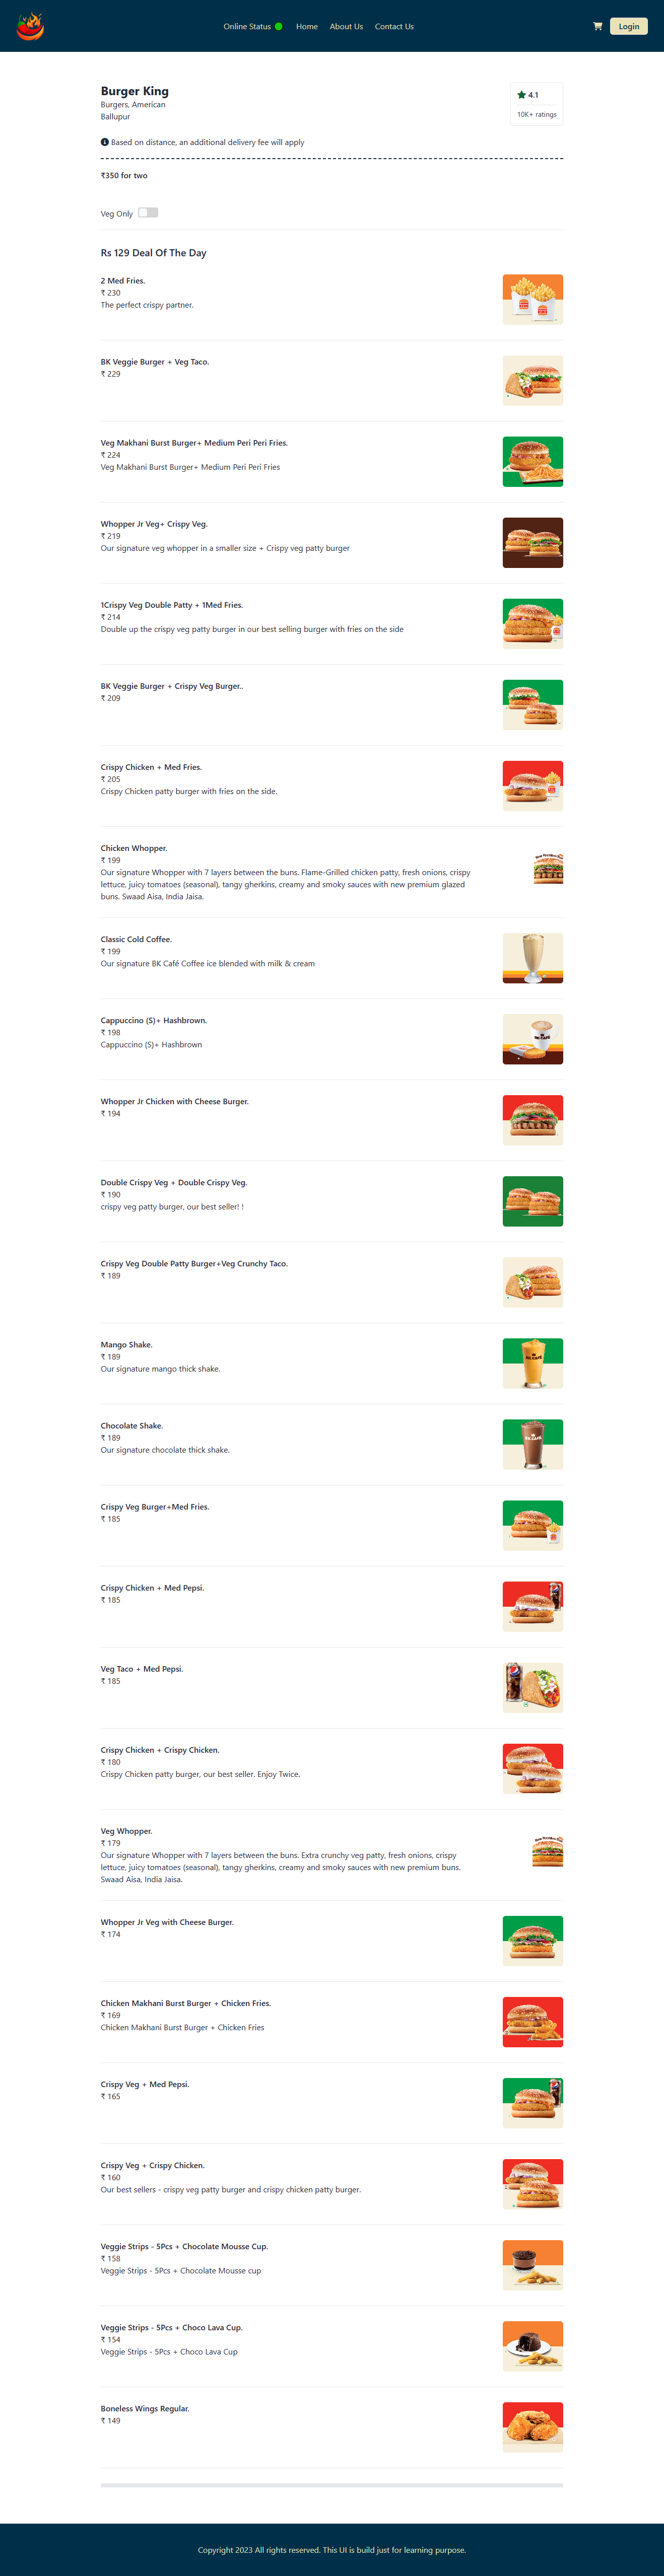 Online Status
Home
About Us
Contact Us
Login
Burger King
Burgers, American
Ballupur
4.1
10K+ ratings
Based on distance, an additional delivery fee will apply
₹350 for two
Veg Only
Rs 129 Deal Of The Day
2 Med Fries.
₹ 230
The perfect crispy partner.
BK Veggie Burger + Veg Taco.
₹ 229
Veg Makhani Burst Burger+ Medium Peri Peri Fries.
₹ 224
Veg Makhani Burst Burger+ Medium Peri Peri Fries
Whopper Jr Veg+ Crispy Veg.
₹ 219
Our signature veg whopper in a smaller size + Crispy veg patty burger
1Crispy Veg Double Patty + 1Med Fries.
₹ 214
Double up the crispy veg patty burger in our best selling burger with fries on the side
BK Veggie Burger + Crispy Veg Burger..
₹ 209
Crispy Chicken + Med Fries.
₹ 205
Crispy Chicken patty burger with fries on the side.
Chicken Whopper.
₹ 199
Our signature Whopper with 7 layers between the buns. Flame-Grilled chicken patty, fresh onions, crispy
lettuce, juicy tomatoes (seasonal), tangy gherkins, creamy and smoky sauces with new premium glazed
buns. Swaad Aisa, India Jaisa.
Classic Cold Coffee.
₹ 199
Our signature BK Café Coffee ice blended with milk & cream
Cappuccino (S)+ Hashbrown.
₹ 198
Cappuccino (S)+ Hashbrown
Whopper Jr Chicken with Cheese Burger.
₹ 194
Double Crispy Veg + Double Crispy Veg.
₹ 190
crispy veg patty burger, our best seller! !
Crispy Veg Double Patty Burger+Veg Crunchy Taco.
₹ 189
Mango Shake.
₹ 189
Our signature mango thick shake.
Chocolate Shake.
₹ 189
Our signature chocolate thick shake.
Crispy Veg Burger+Med Fries.
₹ 185
Crispy Chicken + Med Pepsi.
₹ 185
Veg Taco + Med Pepsi.
₹ 185
Crispy Chicken + Crispy Chicken.
₹ 180
Crispy Chicken patty burger, our best seller. Enjoy Twice.
Veg Whopper.
₹ 179
Our signature Whopper with 7 layers between the buns. Extra crunchy veg patty, fresh onions, crispy
lettuce, juicy tomatoes (seasonal), tangy gherkins, creamy and smoky sauces with new premium buns.
Swaad Aisa, India Jaisa.
Whopper Jr Veg with Cheese Burger.
₹ 174
Chicken Makhani Burst Burger + Chicken Fries.
₹ 169
Chicken Makhani Burst Burger + Chicken Fries
Crispy Veg + Med Pepsi.
₹ 165
Crispy Veg + Crispy Chicken.
₹ 160
Our best sellers - crispy veg patty burger and crispy chicken patty burger.
Veggie Strips - 5Pcs + Chocolate Mousse Cup.
₹ 158
Veggie Strips - 5Pcs + Chocolate Mousse cup
Veggie Strips - 5Pcs + Choco Lava Cup.
₹ 154
Veggie Strips - 5Pcs + Choco Lava Cup
Boneless Wings Regular.
₹ 149
Copyright 2023 All rights reserved. This UI is build just for learning purpose.